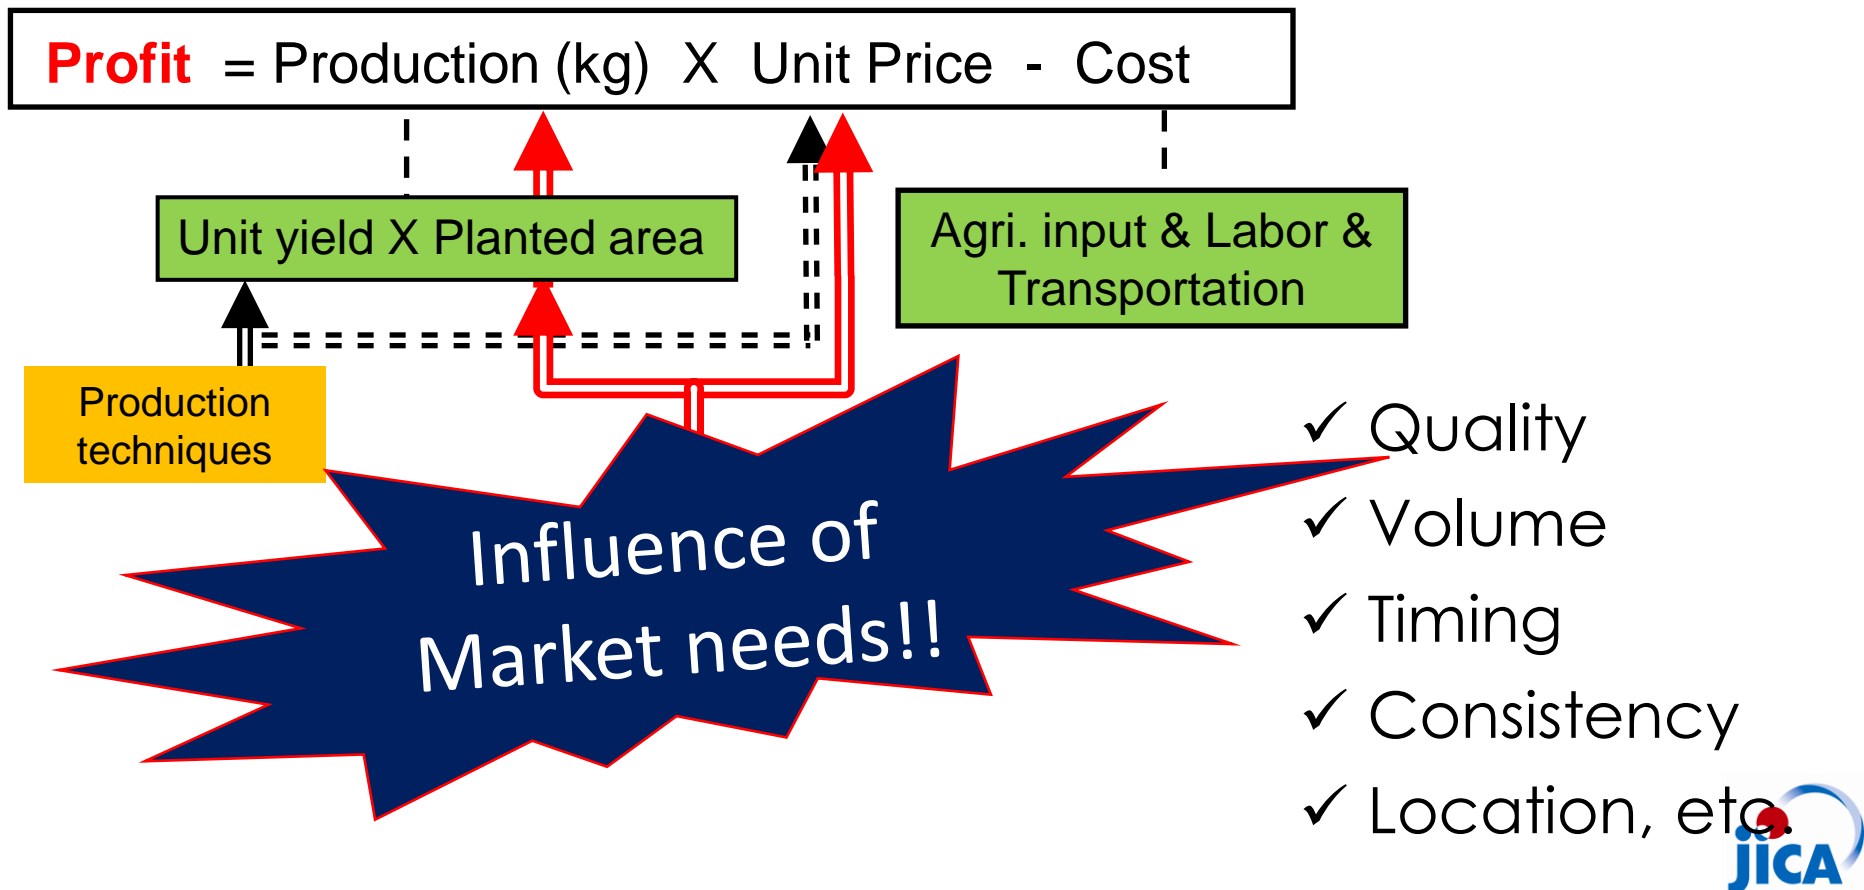 Profit = Production (kg) X Unit Price - Cost
Unit yield X Planted area
Agri. input & Labor &
Transportation
Production
techniques
Influence of
Market needs!!
✓ Quality
✓ Volume
✓ Timing
✓ Consistency
✓ Location, etc.
jICA